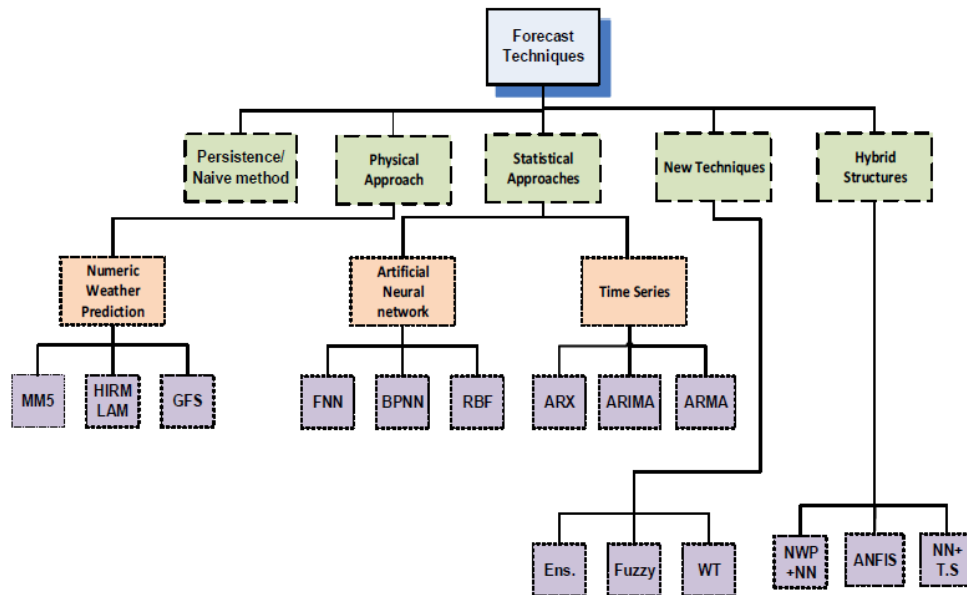 Forecast
Techniques
Persistence/
Naive method
Physical
Approach
Statistical
Approaches
New Techniques
Hybrid
Structures
Numeric
Weather
Prediction
Artificial
Neural
network
Time Series
MM5
HIRM
LAM
GFS
FNN
BPNN
RBF
ARX
ARIMA
ARMA
Ens.
Fuzzy
WT
NWP
+NN
ANFIS
NN+
T.S